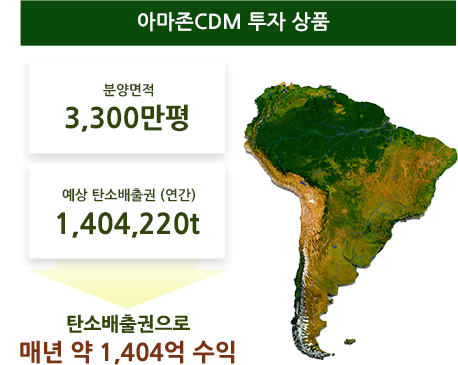 아마존CDM 투자 상품
분양면적
3,300만평
예상 탄소배출권 (연간)
1,404,220t
탄소배출권으로
매년 약 1,404억 수익